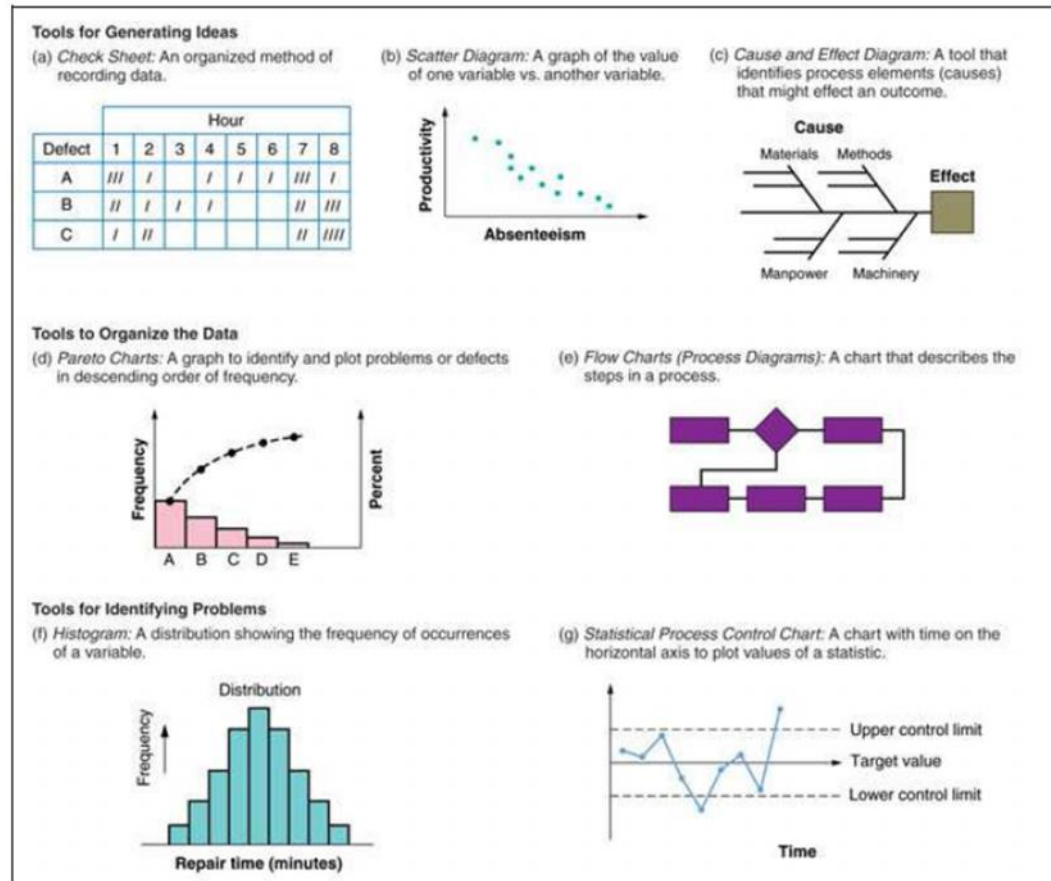 Tools for Generating Ideas
(a) Check Sheet: An organized method of
recording data.
Hour
Defect 1 2 3 4 5 6 7 8
A /// / / / / /// /
B // / / / // ///
C / // // ////
(b) Scatter Diagram: A graph of the value
of one variable vs. another variable.
Productivity
Absenteeism
(c) Cause and Effect Diagram: A tool that
identifies process elements (causes)
that might effect an outcome.
Cause
Materials Methods
Effect
Manpower Machinery
Tools to Organize the Data
(d) Pareto Charts: A graph to identify and plot problems or defects
in descending order of frequency.
Frequency
Percent
A B C D E
(e) Flow Charts (Process Diagrams): A chart that describes the
steps in a process.
Tools for Identifying Problems
(f) Histogram: A distribution showing the frequency of occurrences
of a variable.
Distribution
Frequency
Repair time (minutes)
(g) Statistical Process Control Chart: A chart with time on the
horizontal axis to plot values of a statistic.
Upper control limit
Target value
Lower control limit
Time